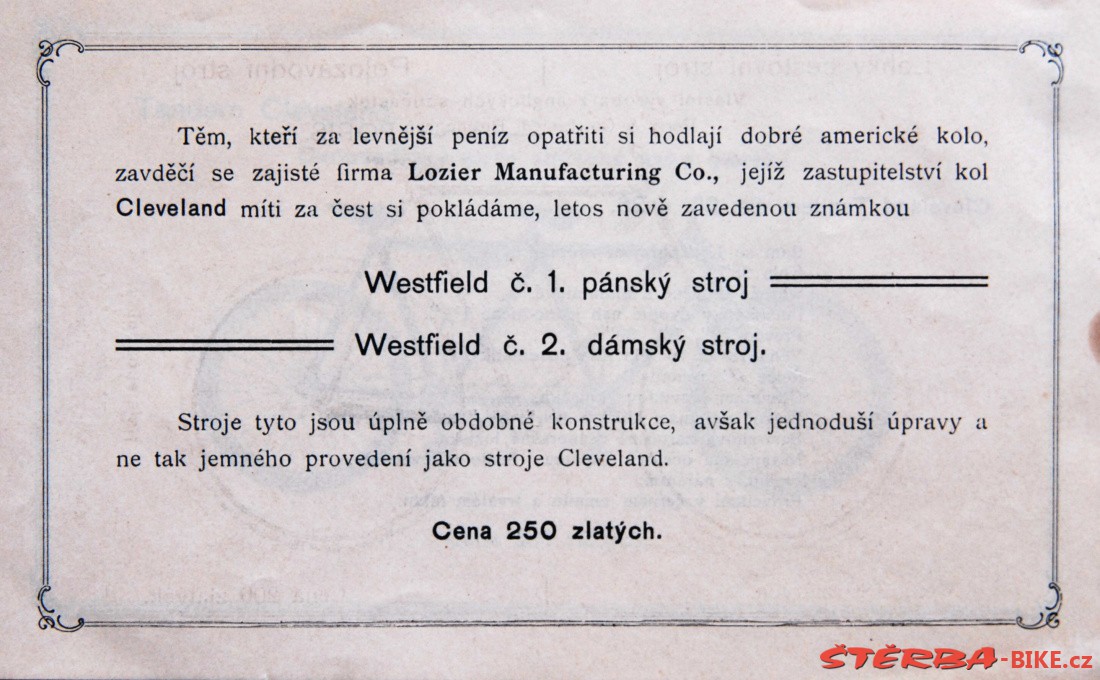 Těm, kteří za levnější peníz opatřiti si hodlají dobré americké kolo,
zavděčí se zajisté firma Lozier Manufacturing Co., jejíž zastupitelství kol
Cleveland míti za čest si pokládáme, letos nově zavedenou známkou
Westfield č. 1. pánský stroj
Westfield č. 2. dámský stroj.
Stroje tyto jsou úplně obdobné konstrukce, avšak jednoduší úpravy a
ne tak jemného provedení jako stroje Cleveland.
Cena 250 zlatých.
ŠTĚRBA-BIKE.cz